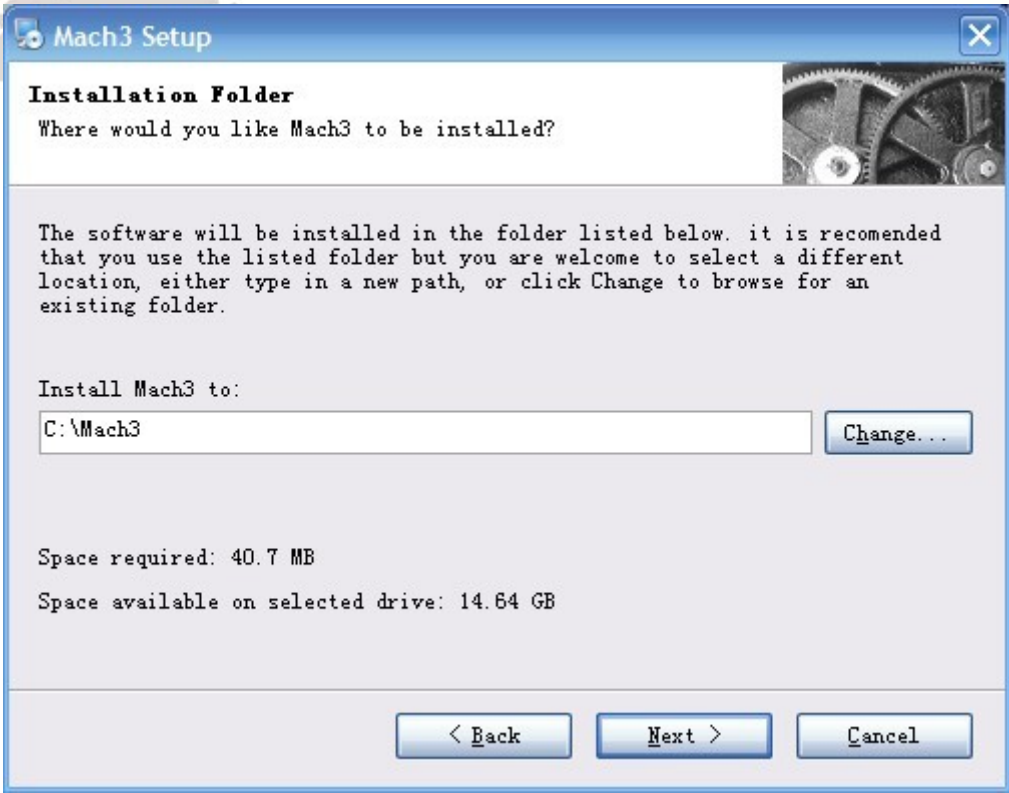 Mach3 Setup
Installation Folder
Where would you like Mach3 to be installed?
The software will be installed in the folder listed below. it is recomended
that you use the listed folder but you are welcome to select a different
location, either type in a new path, or click Change to browse for an
existing folder.
Install Mach3 to:
C:\Mach3
Change...
Space required: 40.7 MB
Space available on selected drive: 14.64 GB
< Back
Next >
Cancel